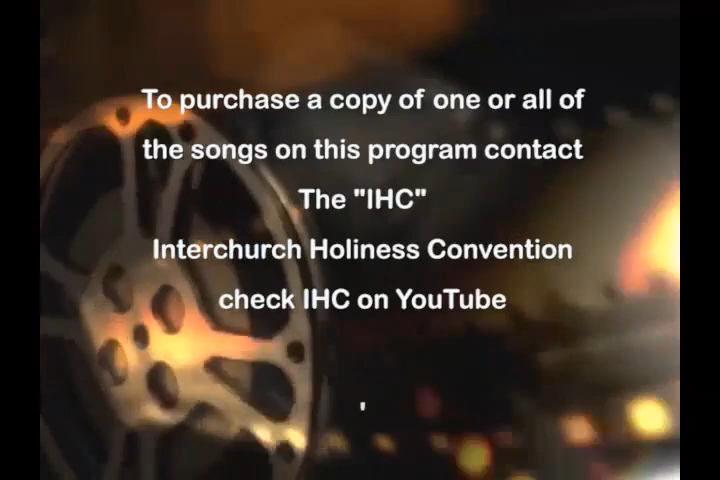 To purchase a copy of one or all of
the songs on this program contact
The "IHC"
Interchurch Holiness Convention
check IHC on YouTube
'